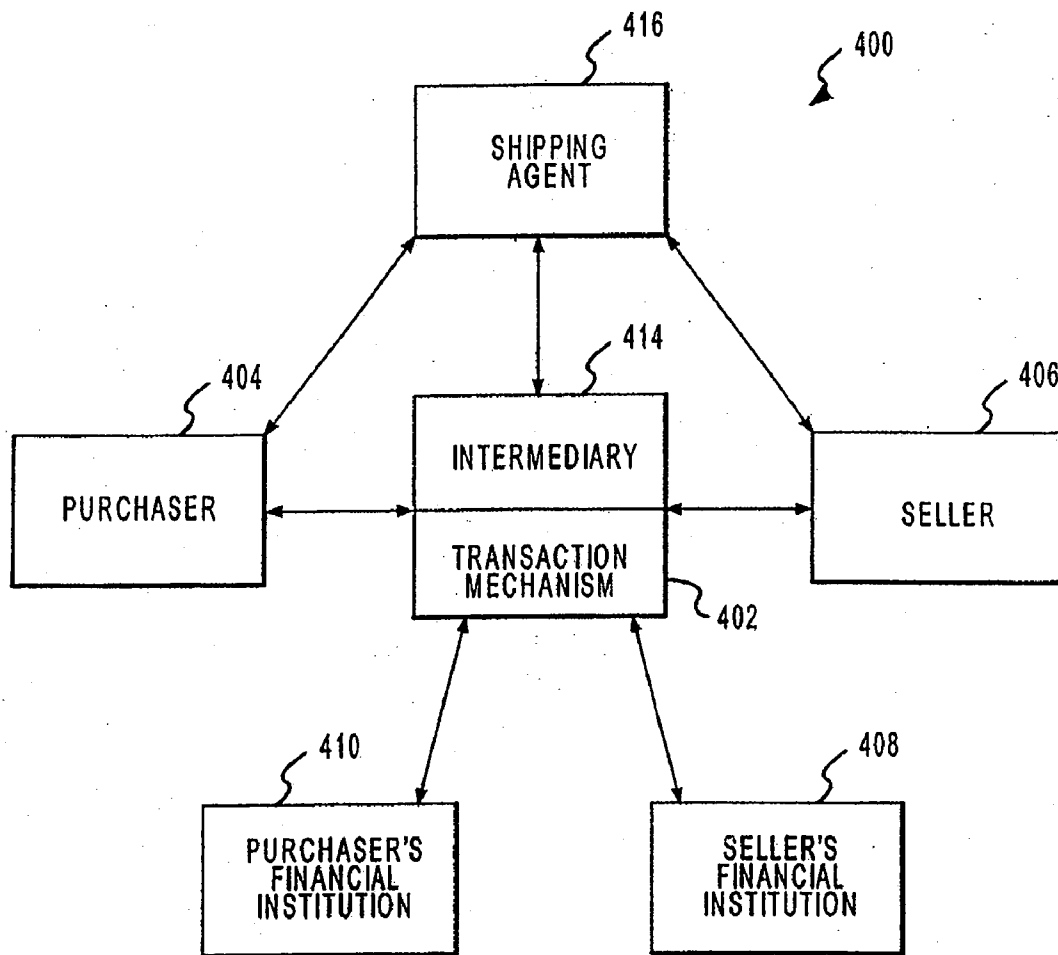 416
400
SHIPPING
AGENT
414
404
406
INTERMEDIARY
PURCHASER
SELLER
TRANSACTION
MECHANISM
402
410
408
PURCHASER'S
FINANCIAL
INSTITUTION
SELLER'S
FINANCIAL
INSTITUTION